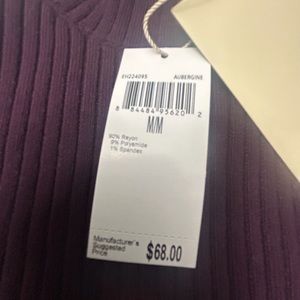 EH224095 AUBERGINE
8 84484 95620 2
M/M
90% Rayon
9% Polyamide
1% Spandex
Manufacturer's
Suggested
Price
$68.00